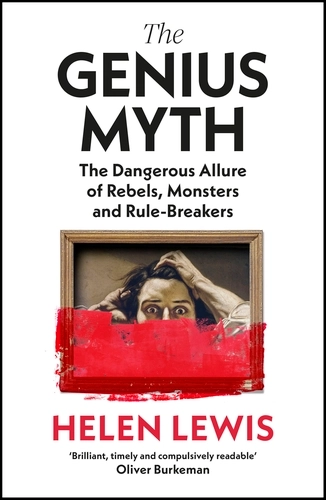 The
GENIUS
MYTH
The Dangerous Allure
of Rebels, Monsters
and Rule-Breakers
HELEN LEWIS
‘Brilliant, timely and compulsively readable’
Oliver Burkeman